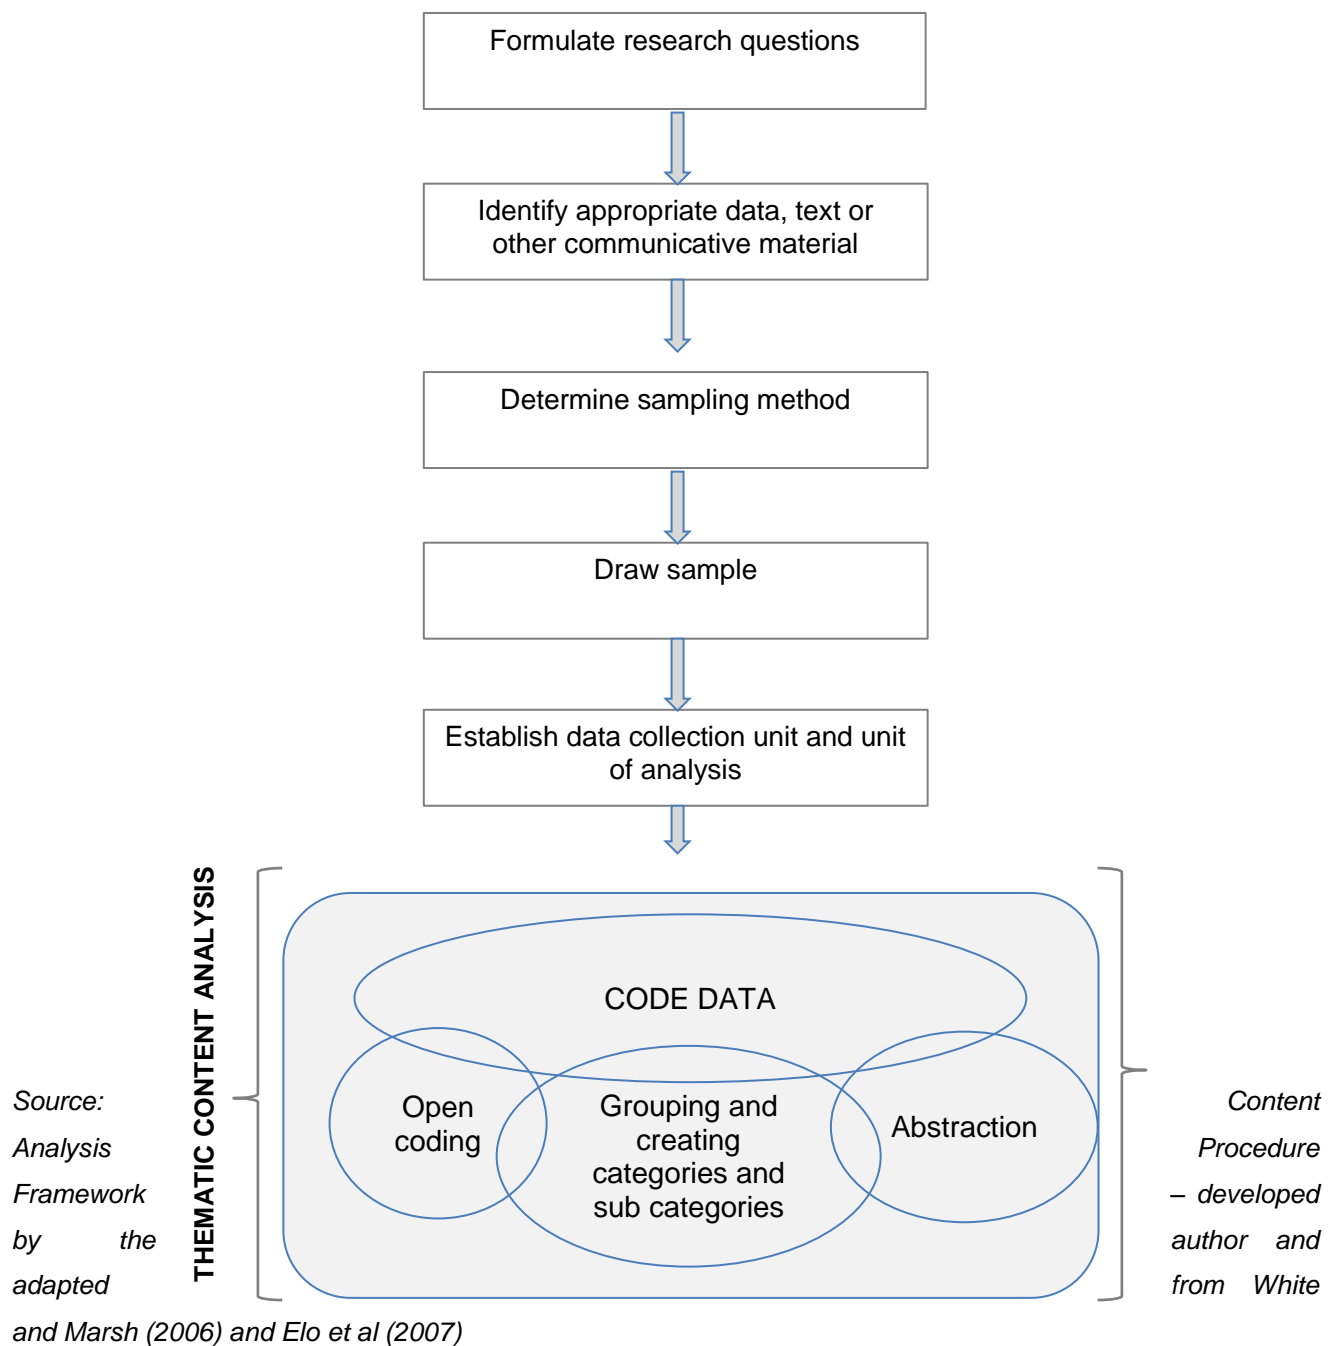 Formulate research questions
Identify appropriate data, text or
other communicative material
Determine sampling method
Draw sample
Establish data collection unit and unit
of analysis
THEMATIC CONTENT ANALYSIS
CODE DATA
Open
coding
Grouping and
creating
categories and
sub categories
Abstraction
Source: Content
Analysis Procedure
Framework – developed
by the author and
adapted from White
and Marsh (2006) and Elo et al (2007)